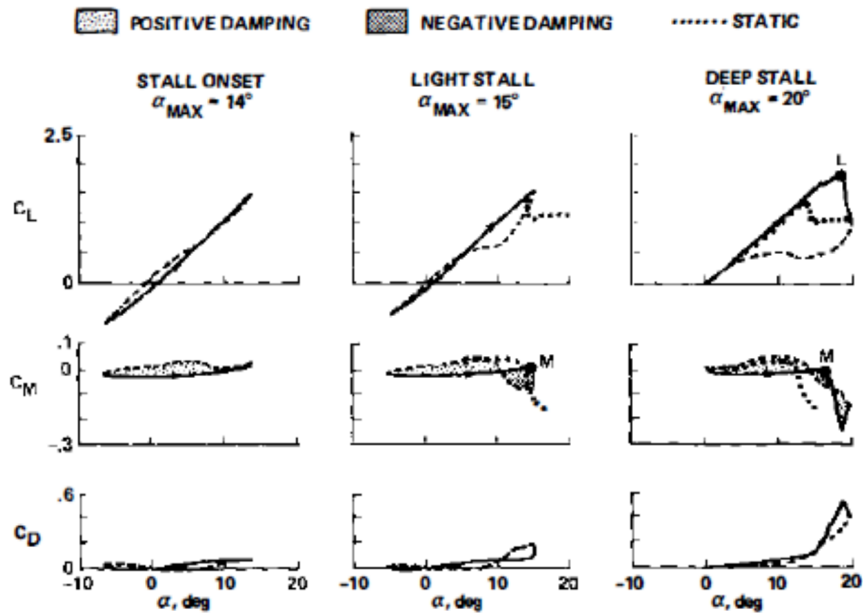 POSITIVE DAMPING NEGATIVE DAMPING STATIC
STALL ONSET LIGHT STALL DEEP STALL
α MAX = 14° α MAX = 15° α MAX = 20°
2.5
L
C L
0
.1
0
M M
C M
-.3
.6
C D
0
-10 0 10 20 -10 0 10 20 -10 0 10 20
α, deg α, deg α, deg